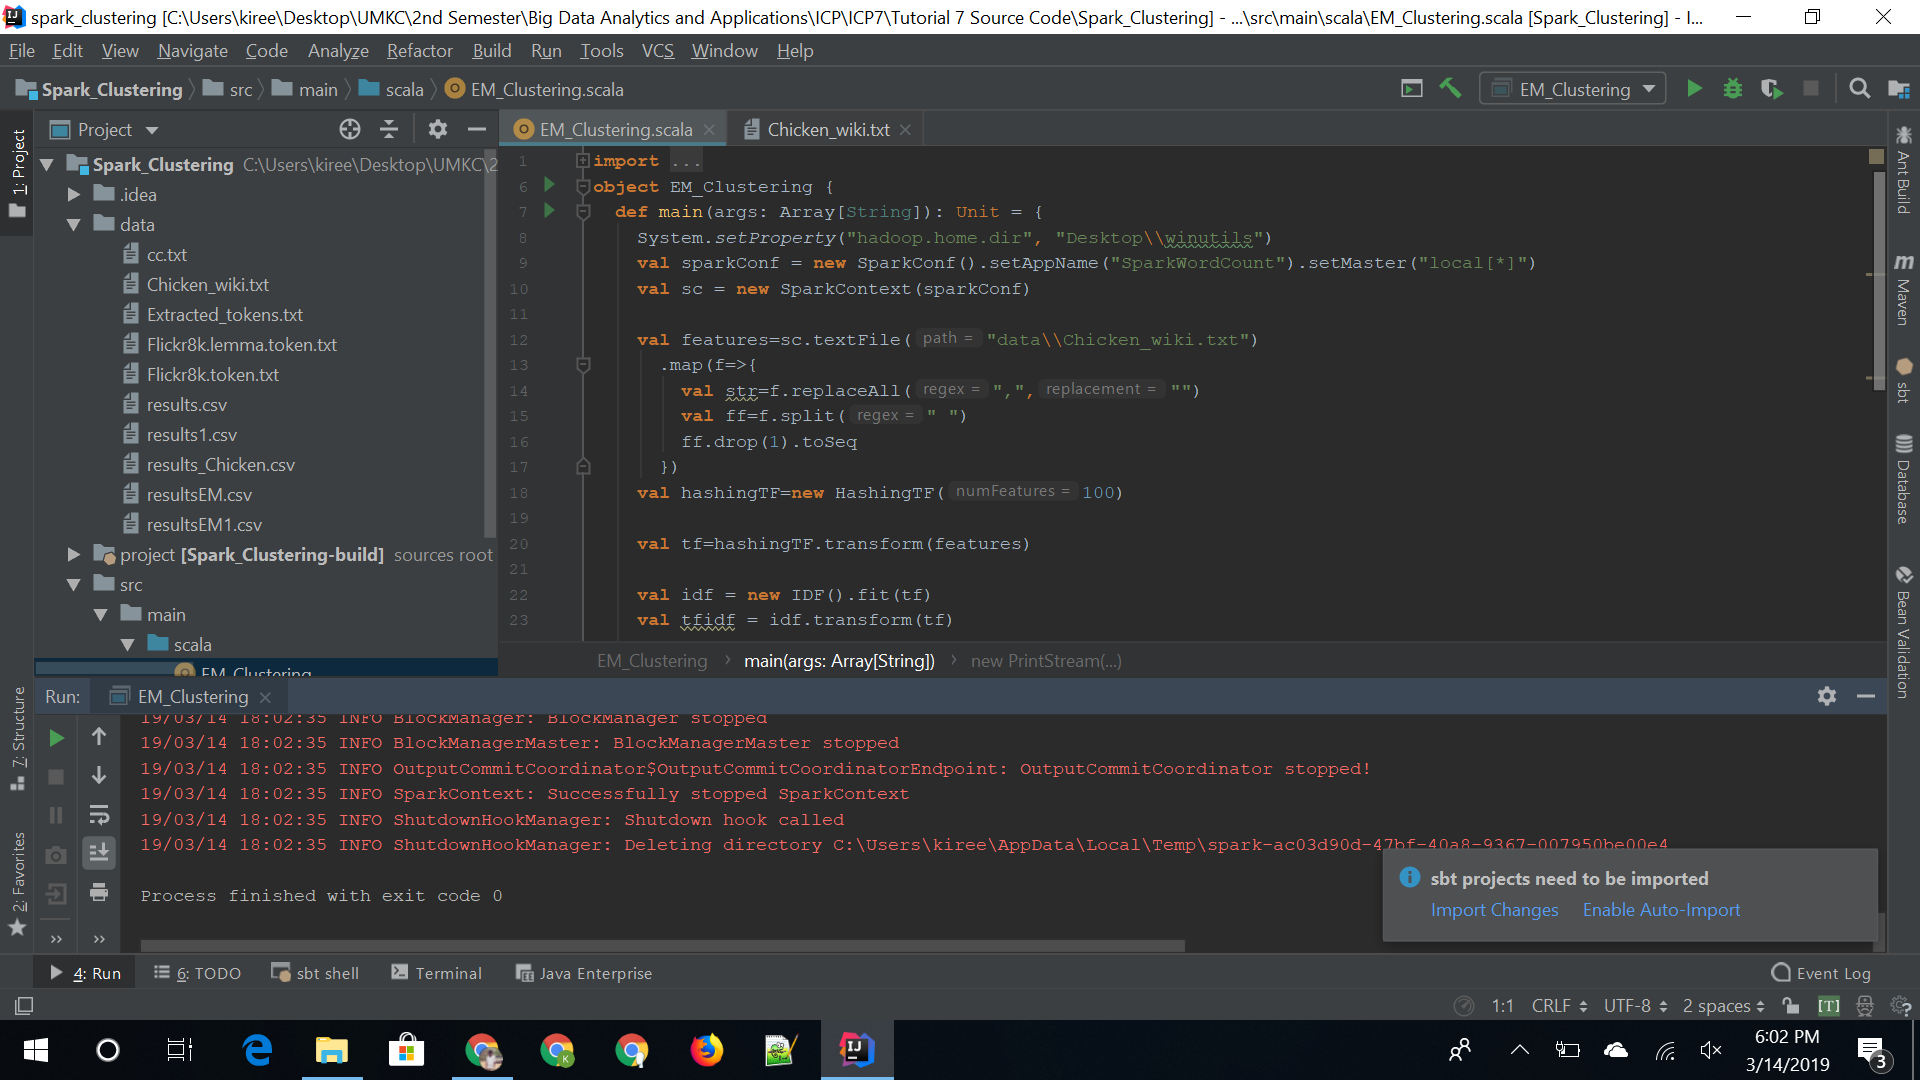 spark_clustering [C:\Users\kiree\Desktop\UMKC\2nd Semester\Big Data Analytics and Applications\ICP\ICP7\Tutorial 7 Source Code\Spark_Clustering] - ...\src\main\scala\EM_Clustering.scala [Spark_Clustering] - I...
File Edit View Navigate Code Analyze Refactor Build Run Tools VCS Window Help
Spark_Clustering src main scala EM_Clustering.scala
EM_Clustering
Project
EM_Clustering.scala
Chicken_wiki.txt
1: Project
Spark_Clustering C:\Users\kiree\Desktop\UMKC\2
.idea
data
cc.txt
Chicken_wiki.txt
Extracted_tokens.txt
Flickr8k.lemma.token.txt
Flickr8k.token.txt
results.csv
results1.csv
results_Chicken.csv
resultsEM.csv
resultsEM1.csv
project [Spark_Clustering-build] sources root
src
main
scala
EM_Clustering
1 import ...
6 object EM_Clustering {
7 def main(args: Array[String]): Unit = {
8 System.setProperty("hadoop.home.dir", "Desktop\\winutils")
9 val sparkConf = new SparkConf().setAppName("SparkWordCount").setMaster("local[*]")
10 val sc = new SparkContext(sparkConf)
11
12 val features=sc.textFile( path = "data\\Chicken_wiki.txt")
13 .map(f=>{
14 val str=f.replaceAll( regex = ",", replacement = "")
15 val ff=f.split( regex = " ")
16 ff.drop(1).toSeq
17 })
18 val hashingTF=new HashingTF( numFeatures = 100)
19
20 val tf=hashingTF.transform(features)
21
22 val idf = new IDF().fit(tf)
23 val tfidf = idf.transform(tf)
EM_Clustering › main(args: Array[String]) › new PrintStream(...)
Ant Build
m Maven
sbt
Database
Bean Validation
7: Structure
2: Favorites
Run: EM_Clustering
19/03/14 18:02:35 INFO BlockManager: BlockManager stopped
19/03/14 18:02:35 INFO BlockManagerMaster: BlockManagerMaster stopped
19/03/14 18:02:35 INFO OutputCommitCoordinator$OutputCommitCoordinatorEndpoint: OutputCommitCoordinator stopped!
19/03/14 18:02:35 INFO SparkContext: Successfully stopped SparkContext
19/03/14 18:02:35 INFO ShutdownHookManager: Shutdown hook called
19/03/14 18:02:35 INFO ShutdownHookManager: Deleting directory C:\Users\kiree\AppData\Local\Temp\spark-ac03d90d-47bf-40a8-9367-007950be00e4
Process finished with exit code 0
sbt projects need to be imported
Import Changes Enable Auto-Import
4: Run 6: TODO sbt shell Terminal Java Enterprise
Event Log
1:1 CRLF UTF-8 2 spaces [T]
6:02 PM
3/14/2019
3